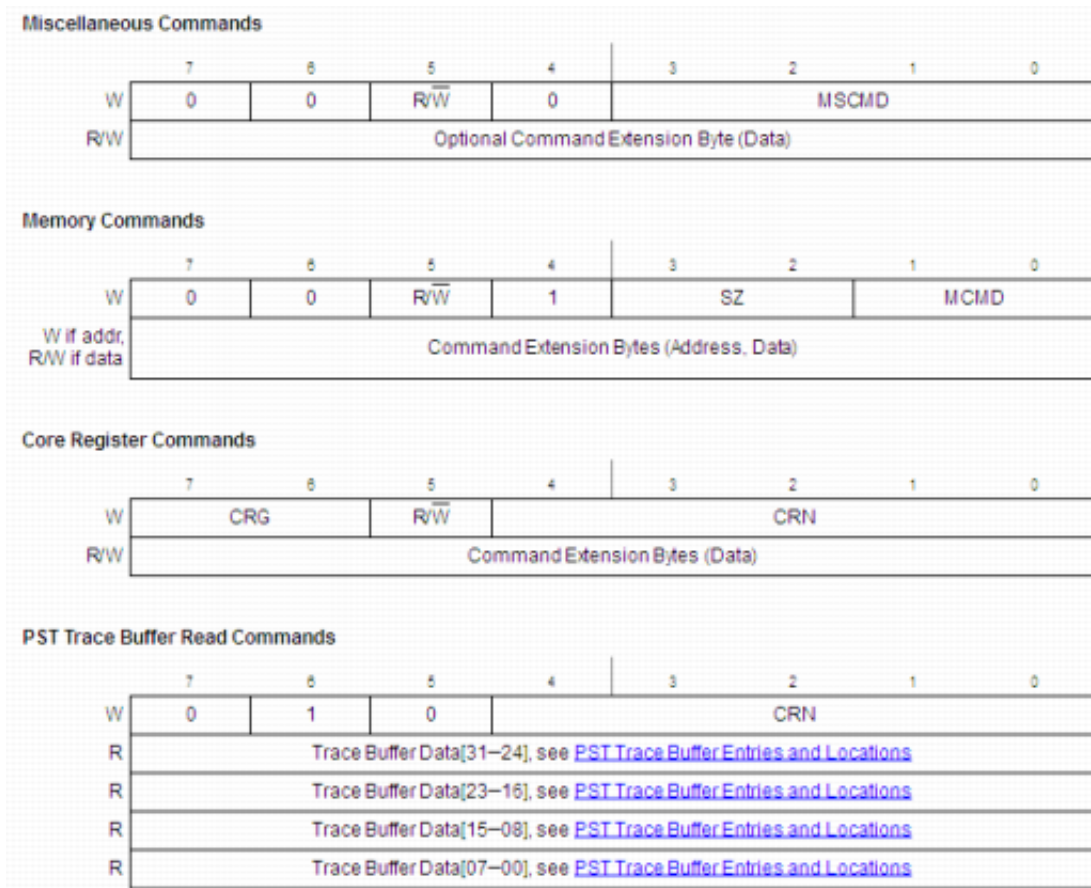 Miscellaneous Commands
7 6 5 4 3 2 1 0
W 0 0 R/W 0 MSCMD
R/W Optional Command Extension Byte (Data)
Memory Commands
7 6 5 4 3 2 1 0
W 0 0 R/W 1 SZ MCMD
W if addr,
R/W if data
Command Extension Bytes (Address, Data)
Core Register Commands
7 6 5 4 3 2 1 0
W CRG R/W CRN
R/W Command Extension Bytes (Data)
PST Trace Buffer Read Commands
7 6 5 4 3 2 1 0
W 0 1 0 CRN
R Trace Buffer Data[31–24], see PST Trace Buffer Entries and Locations
R Trace Buffer Data[23–16], see PST Trace Buffer Entries and Locations
R Trace Buffer Data[15–08], see PST Trace Buffer Entries and Locations
R Trace Buffer Data[07–00], see PST Trace Buffer Entries and Locations